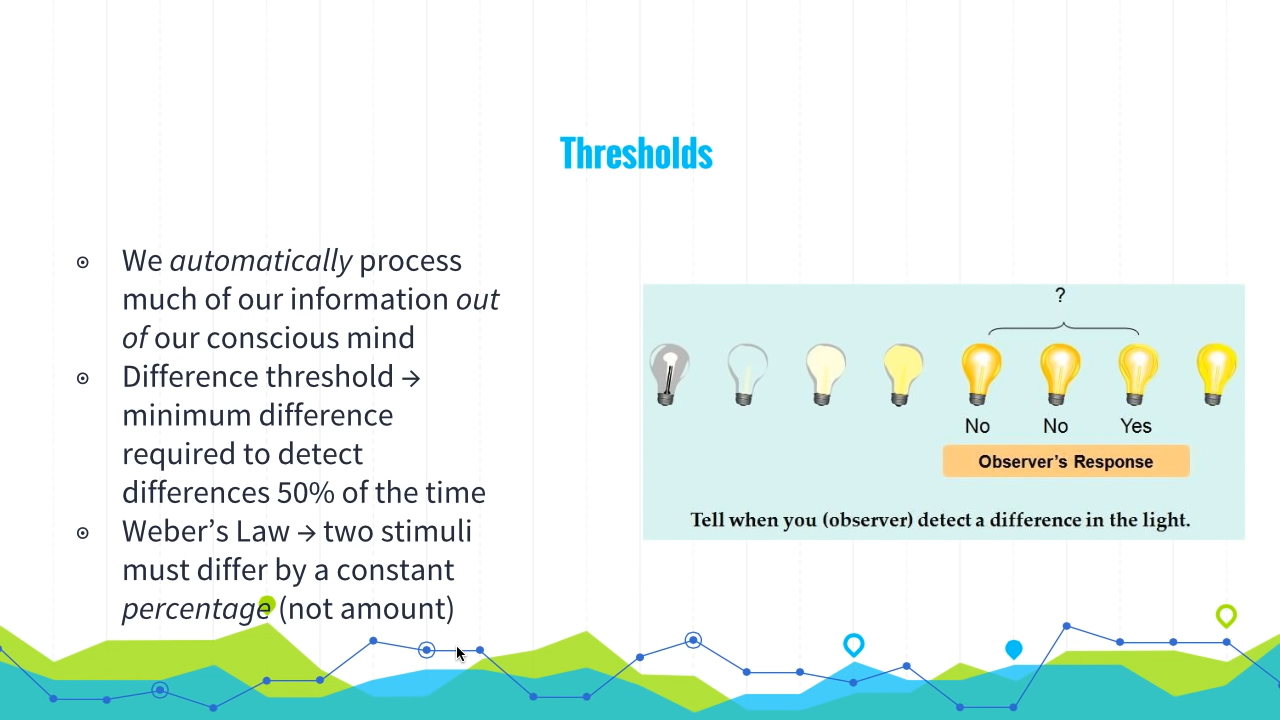 Thresholds
We automatically process
much of our information out
of our conscious mind
Difference threshold →
minimum difference
required to detect
differences 50% of the time
Weber’s Law → two stimuli
must differ by a constant
percentage (not amount)
?
No No Yes
Observer’s Response
Tell when you (observer) detect a difference in the light.